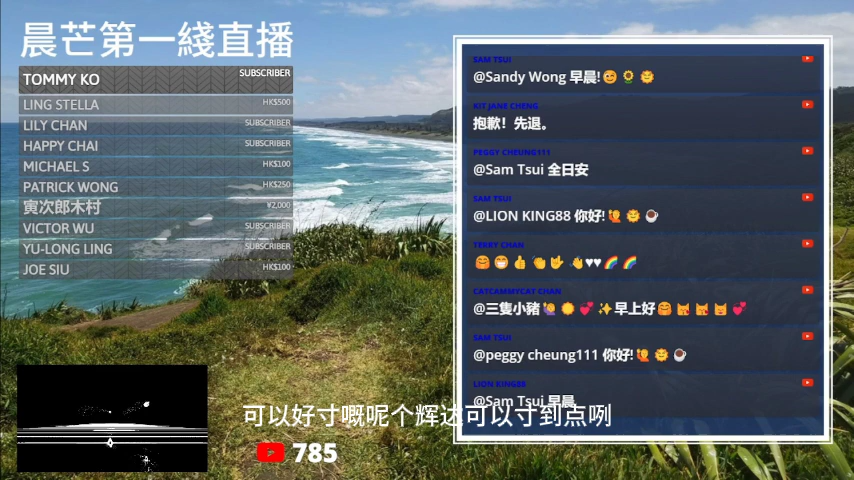 晨芒第一綫直播
TOMMY KO SUBSCRIBER
LING STELLA HK$500
LILY CHAN SUBSCRIBER
HAPPY CHAI SUBSCRIBER
MICHAEL S HK$100
PATRICK WONG HK$250
寅次郎木村 ¥2,000
VICTOR WU SUBSCRIBER
YU-LONG LING SUBSCRIBER
JOE SIU HK$100
SAM TSUI
@Sandy Wong 早晨!😊🌻🌞
KIT JANE CHENG
抱歉！先退。
PEGGY CHEUNG111
@Sam Tsui 全日安
SAM TSUI
@LION KING88 你好!🙋🌞☕
TERRY CHAN
🤗😁👍👏🤟👋♥♥🌈🌈
CATCAMMYCAT CHAN
@三隻小豬🙋‍♀️☀️💞✨早上好🤗😸😽😽😸💞
SAM TSUI
@peggy cheung111 你好!🙋🌞☕
LION KING88
@Sam Tsui 早晨
可以好寸嘅呢个辉达可以寸到点咧
785